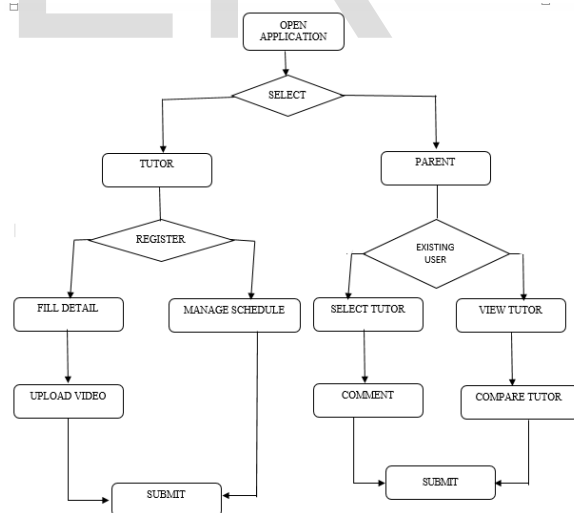 OPEN
APPLICATION
SELECT
TUTOR
PARENT
REGISTER
EXISTING
USER
FILL DETAIL
MANAGE SCHEDULE
SELECT TUTOR
VIEW TUTOR
UPLOAD VIDEO
COMMENT
COMPARE TUTOR
SUBMIT
SUBMIT